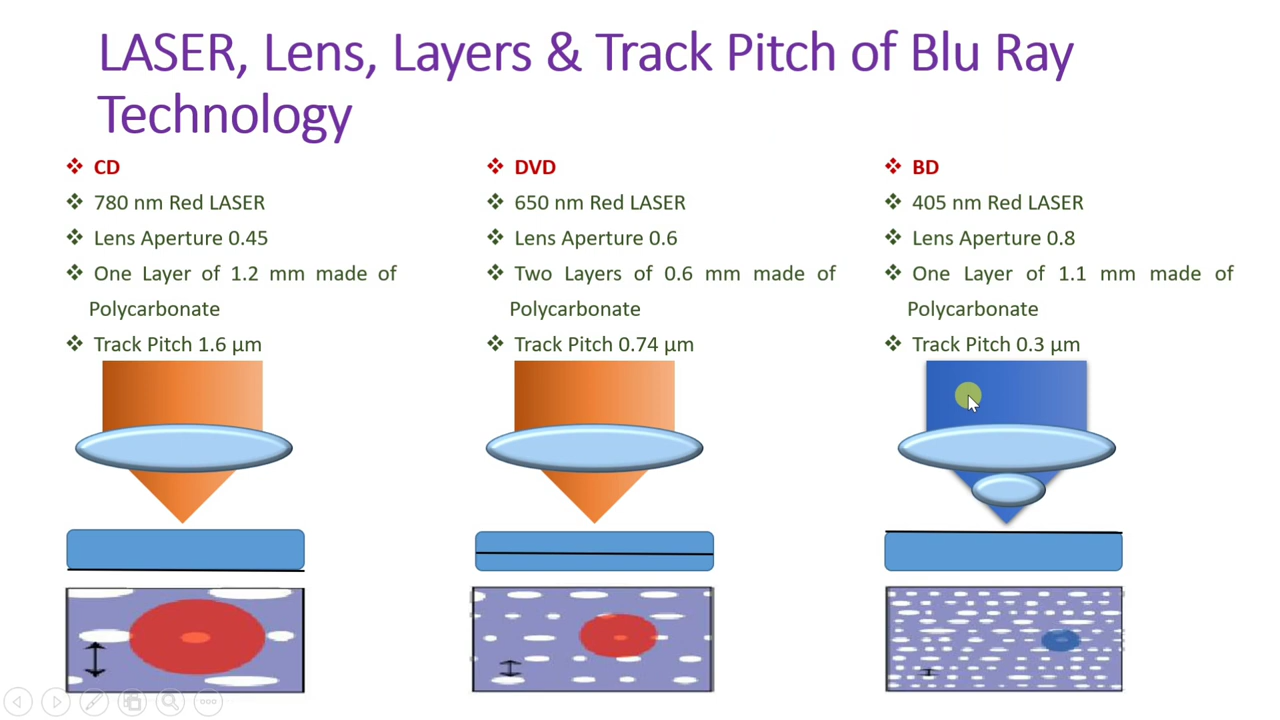 LASER, Lens, Layers & Track Pitch of Blu Ray
Technology
❖ CD
❖ 780 nm Red LASER
❖ Lens Aperture 0.45
❖ One Layer of 1.2 mm made of
Polycarbonate
❖ Track Pitch 1.6 µm
❖ DVD
❖ 650 nm Red LASER
❖ Lens Aperture 0.6
❖ Two Layers of 0.6 mm made of
Polycarbonate
❖ Track Pitch 0.74 µm
❖ BD
❖ 405 nm Red LASER
❖ Lens Aperture 0.8
❖ One Layer of 1.1 mm made of
Polycarbonate
❖ Track Pitch 0.3 µm